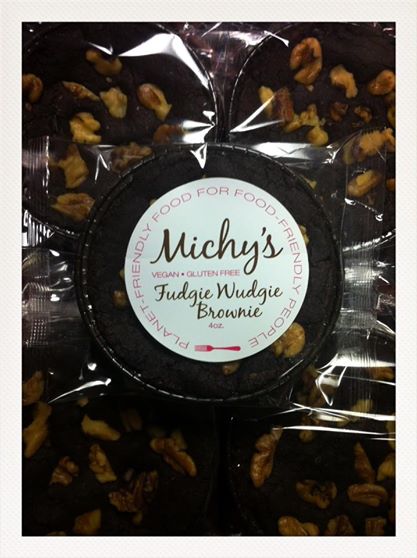 PLANET-FRIENDLY FOOD FOR FOOD-FRIENDLY PEOPLE
Michy's
VEGAN • GLUTEN FREE
Fudgie Wudgie
Brownie
4oz.